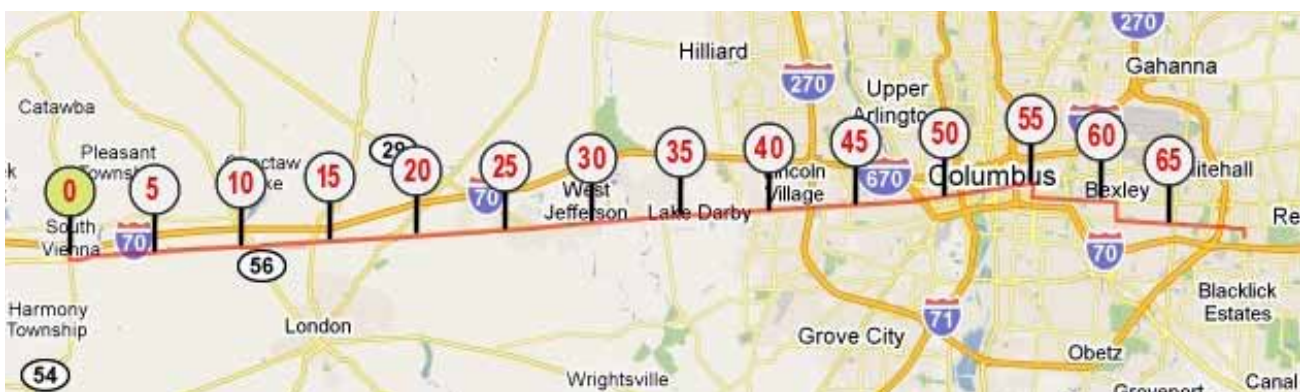 270
Hilliard
Gahanna
270
Upper
Catawba
55
50
60
45
Pleasant
29
40
35
30
65
25
20
15
10
5
0
Lincoln
Village
670
Columbus
Bexley
70
West
Jefferson
Lake Darby
South
Vienna
70
56
70
Blacklick
Estates
Harmony
Township
London
71
Grove City
Obetz
54
Wrightsville
Groveport
Canal